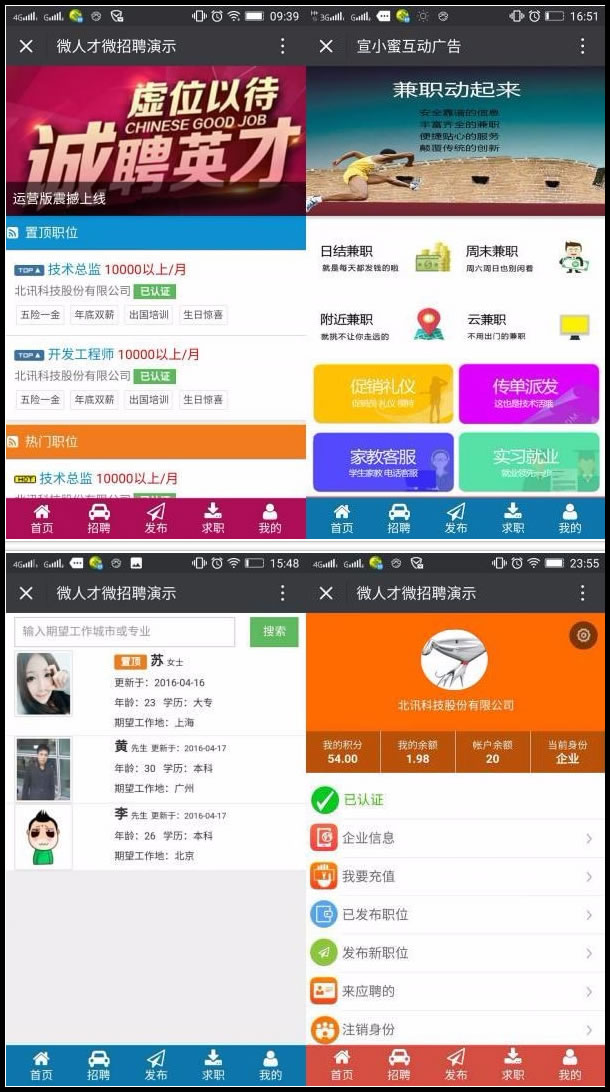 4G 4G 09:39
微人才微招聘演示
虚位以待
CHINESE GOOD JOB
诚聘英才
运营版震撼上线
置顶职位
TOP 技术总监 10000以上/月
北讯科技股份有限公司 已认证
五险一金 年底双薪 出国培训 生日惊喜
TOP 开发工程师 10000以上/月
北讯科技股份有限公司 已认证
五险一金 年底双薪 出国培训 生日惊喜
热门职位
HOT 技术总监 10000以上/月
首页 招聘 发布 求职 我的
3G 16:51
宣小蜜互动广告
兼职动起来
安全靠谱的信息
丰富齐全的兼职
便捷贴心的服务
颠覆传统的创新
日结兼职
就是每天都发钱的啦
周末兼职
周六周日也别闲着
附近兼职
就挑不让你走远的
云兼职
不用出门的兼职
促销礼仪
促销员 礼仪 模特
传单派发
这也是技术活哦
家教客服
学生家教 电话客服
实习就业
就业领先一步
首页 招聘 发布 求职 我的
4G 15:48
微人才微招聘演示
输入期望工作城市或专业
搜索
置顶 苏 女士
更新于：2016-04-16
年龄：23 学历：大专
期望工作地：上海
黄 先生 更新于：2016-04-17
年龄：30 学历：本科
期望工作地：广州
李 先生 更新于：2016-04-17
年龄：26 学历：本科
期望工作地：北京
首页 招聘 发布 求职 我的
4G 23:55
微人才微招聘演示
北讯科技股份有限公司
我的积分 我的余额 帐户余额 当前身份
54.00 1.98 20 企业
已认证
企业信息
我要充值
已发布职位
发布新职位
来应聘的
注销身份
首页 招聘 发布 求职 我的